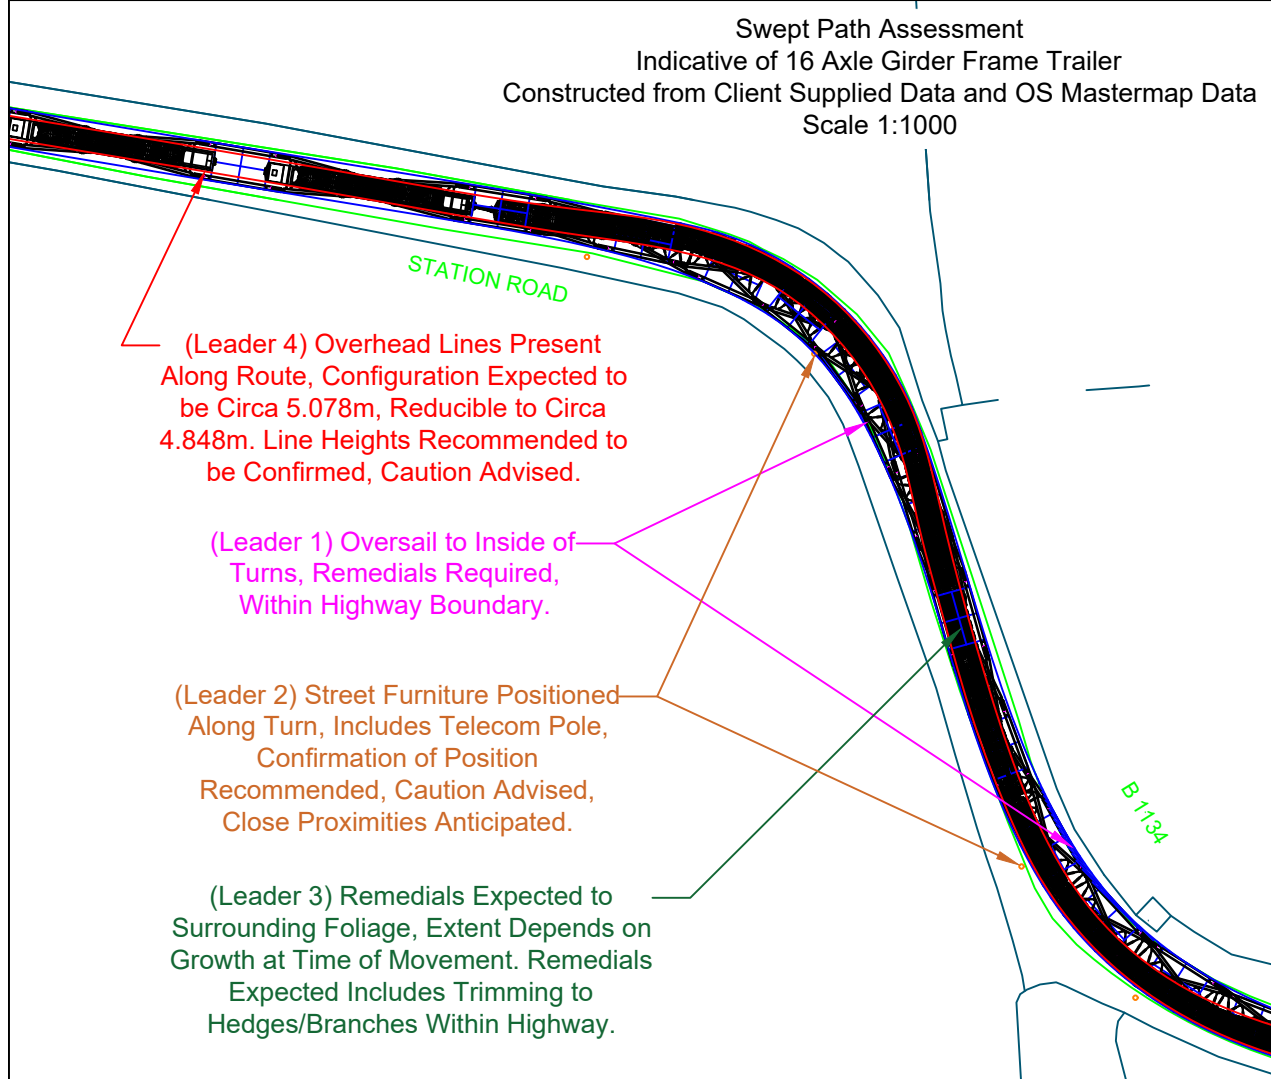 Swept Path Assessment
Indicative of 16 Axle Girder Frame Trailer
Constructed from Client Supplied Data and OS Mastermap Data
Scale 1:1000
STATION ROAD
(Leader 4) Overhead Lines Present
Along Route, Configuration Expected to
be Circa 5.078m, Reducible to Circa
4.848m. Line Heights Recommended to
be Confirmed, Caution Advised.
(Leader 1) Oversail to Inside of
Turns, Remedials Required,
Within Highway Boundary.
(Leader 2) Street Furniture Positioned
Along Turn, Includes Telecom Pole,
Confirmation of Position
Recommended, Caution Advised,
Close Proximities Anticipated.
B 1134
(Leader 3) Remedials Expected to
Surrounding Foliage, Extent Depends on
Growth at Time of Movement. Remedials
Expected Includes Trimming to
Hedges/Branches Within Highway.